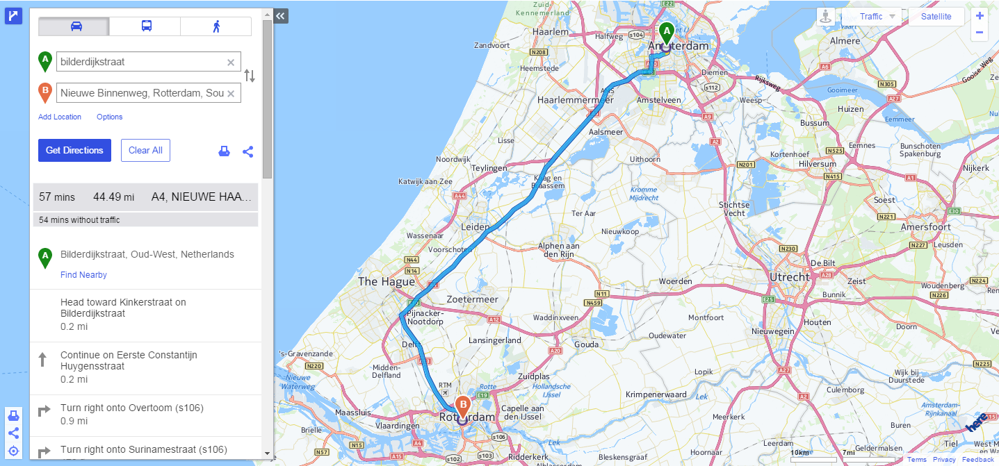 A
bilderdijkstraat
B
Nieuwe Binnenweg, Rotterdam, Sou
Add Location
Options
Get Directions
Clear All
57 mins
44.49 mi
A4, NIEUWE HAA...
54 mins without traffic
A
Bilderdijkstraat, Oud-West, Netherlands
Find Nearby
Head toward Kinkerstraat on
Bilderdijkstraat
0.2 mi
Continue on Eerste Constantijn
Huygensstraat
0.2 mi
Turn right onto Overtoom (s106)
0.9 mi
Turn right onto Surinamestraat (s106)
Traffic
Satellite
Zuid-
Kennemerland
E22
Haarlem
Halfweg
s104
A
Amsterdam
Zandvoort
N208
Almere
Heemstede
Diemen
A6
Gooise Weg
Rijksweg
N305
s112
Gooimeer
Haarlemmermeer
Amstelveen
Weesp
A27
Huizen
A9
Eemmeer
Bussum
Aalsmeer
Lisse
A2
Eemnes
Bunschoten
Spakenburg
N525
Kortenhoef
Noordwijk
Uithoorn
Teylingen
N201
Hilversum
Nijkerk
N415
A1
Kaag en
Braassem
Katwijk aan Zee
Kromme
Mijdrecht
A44
Soest
Stichtse
Vecht
E30
Ter Aar
N221
Leiden
Nieuwkoop
Amersfoort
Wassenaar
Voorschoten
Alphen aan
den Rijn
N227
Leusden
N230
N44
De Bilt
N14
Utrecht
A28
The Hague
Woerden
Zeist
N224
Woudenberg
N11
Bunnik
N226
Zoetermeer
E25
N459
Pijnacker-
Nootdorp
A12
Waddinxveen
Montfoort
Houten
Doorn
Nieuwegein
Oudewater
Delft
Lansingerland
Gouda
A20
's-Gravenzande
N220
Midden-
Delfland
N225
A27
Lopik
Wijk bij
Duurstede
Zuidplas
Nieuwe
Waterweg
RTM
Rotte
Hollandsche
IJssel
Culemborg
E19
Krimpenerwaard
Lek
A2
B
Capelle aan
den IJssel
Amsterdam-
Rijnkanaal
Maassluis
Rotterdam
Meerkerk
A15
here
Vlaardingen
Buren
Brielle
s106
Lek
Tiel
N15
A4
Leerdam
West M
Hoornaar
Geldermalsen
N57
s102
s103
Ridderkerk
Bleskensgraaf
10km
7mi
Terms
Privacy
Feedback